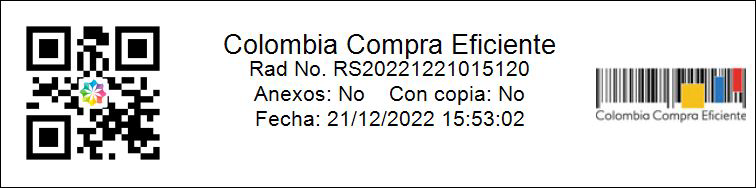 Colombia Compra Eficiente
Rad No. RS20221221015120
Anexos: No Con copia: No
Fecha: 21/12/2022 15:53:02
Colombia Compra Eficiente